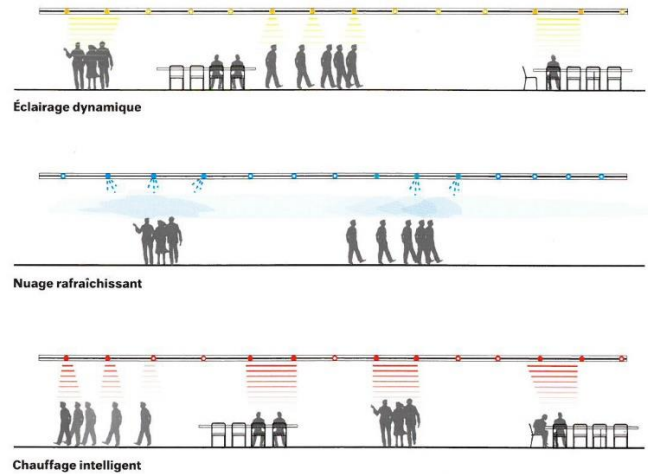 Éclairage dynamique
Nuage rafraîchissant
Chauffage intelligent